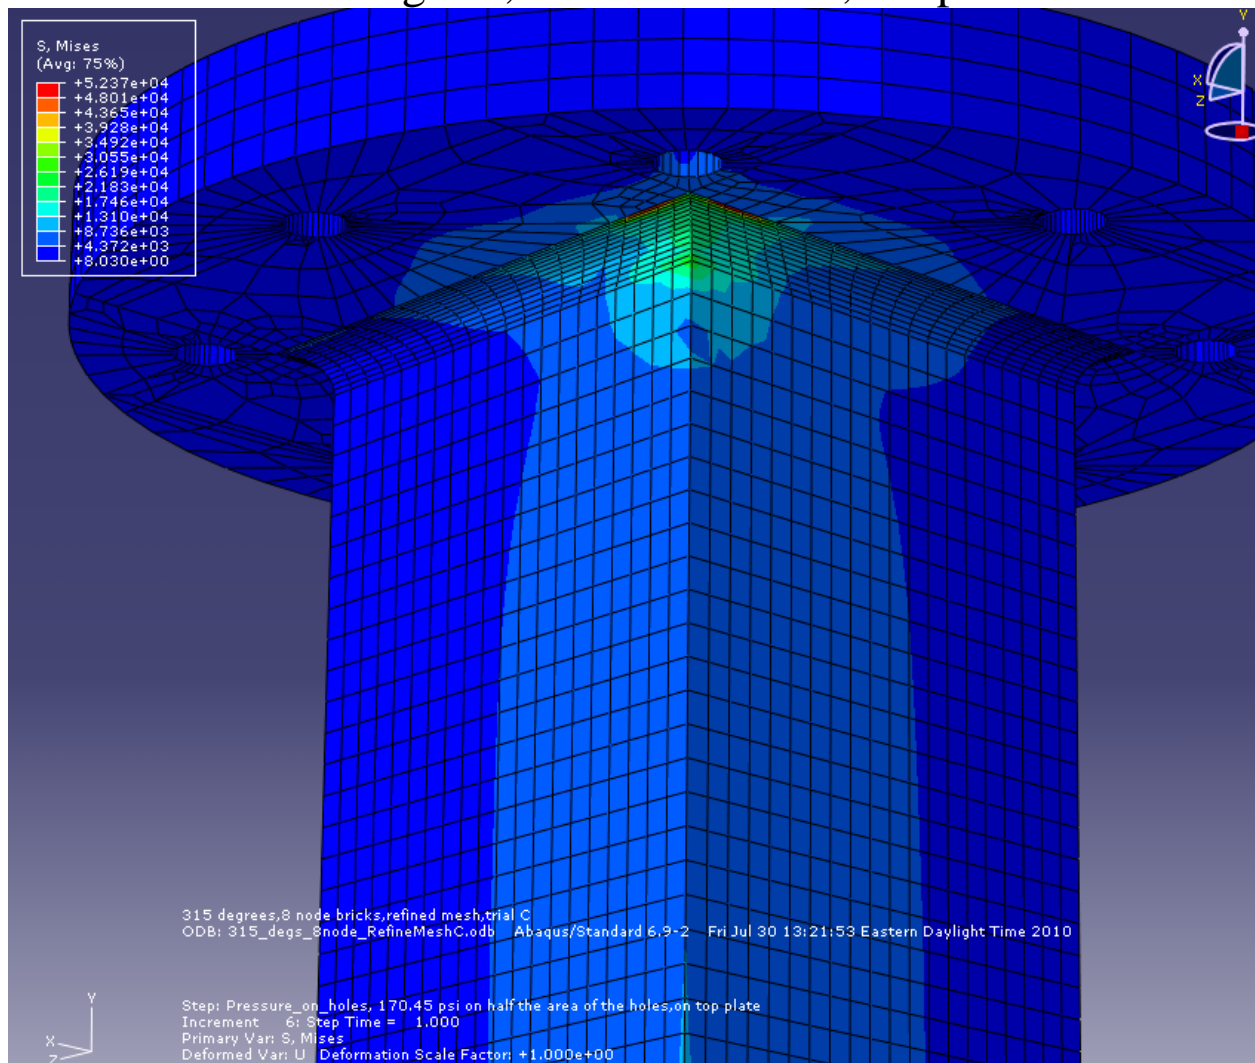 S, Mises
(Avg: 75%)
+5.237e+04
+4.801e+04
+4.365e+04
+3.928e+04
+3.492e+04
+3.055e+04
+2.619e+04
+2.183e+04
+1.746e+04
+1.310e+04
+8.736e+03
+4.372e+03
+8.030e+00
Y
X
Z
315 degrees,8 node bricks,refined mesh,trial C
ODB: 315_degs_8node_RefineMeshC.odb Abaqus/Standard 6.9-2 Fri Jul 30 13:21:53 Eastern Daylight Time 2010
Y
X
Z
Step: Pressure_on_holes, 170.45 psi on half the area of the holes,on top plate
Increment 6: Step Time = 1.000
Primary Var: S, Mises
Deformed Var: U Deformation Scale Factor: +1.000e+00